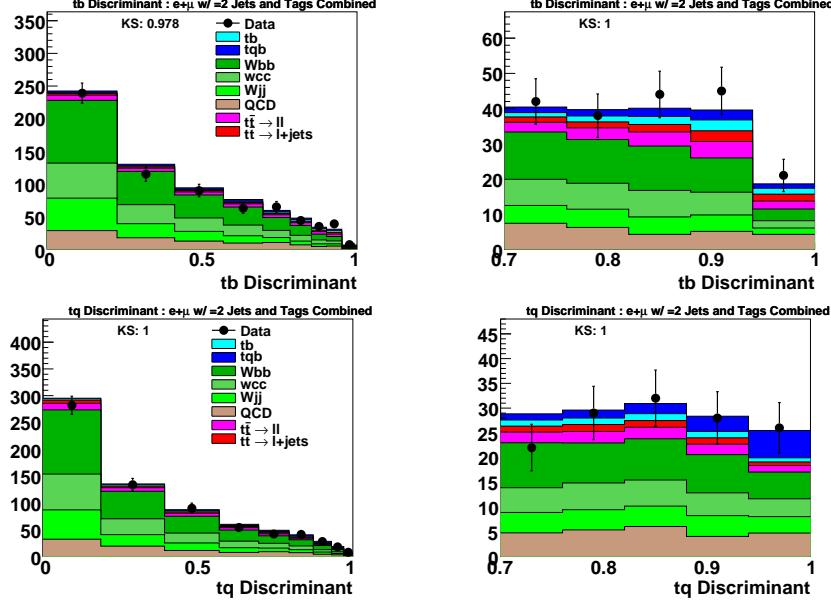 tb Discriminant : e+μ w/ =2 Jets and Tags Combined
KS: 0.978
Data
tb
tqb
Wbb
wcc
Wjj
QCD
tt̄ → ll
tt → l+jets
350
300
250
200
150
100
50
0
0 0.5 1
tb Discriminant
tb Discriminant : e+μ w/ =2 Jets and Tags Combined
KS: 1
60
50
40
30
20
10
0
0.7 0.8 0.9 1
tb Discriminant
tq Discriminant : e+μ w/ =2 Jets and Tags Combined
KS: 1
Data
tb
tqb
Wbb
wcc
Wjj
QCD
tt̄ → ll
tt → l+jets
400
350
300
250
200
150
100
50
0
0 0.5 1
tq Discriminant
tq Discriminant : e+μ w/ =2 Jets and Tags Combined
KS: 1
45
40
35
30
25
20
15
10
5
0
0.7 0.8 0.9 1
tq Discriminant